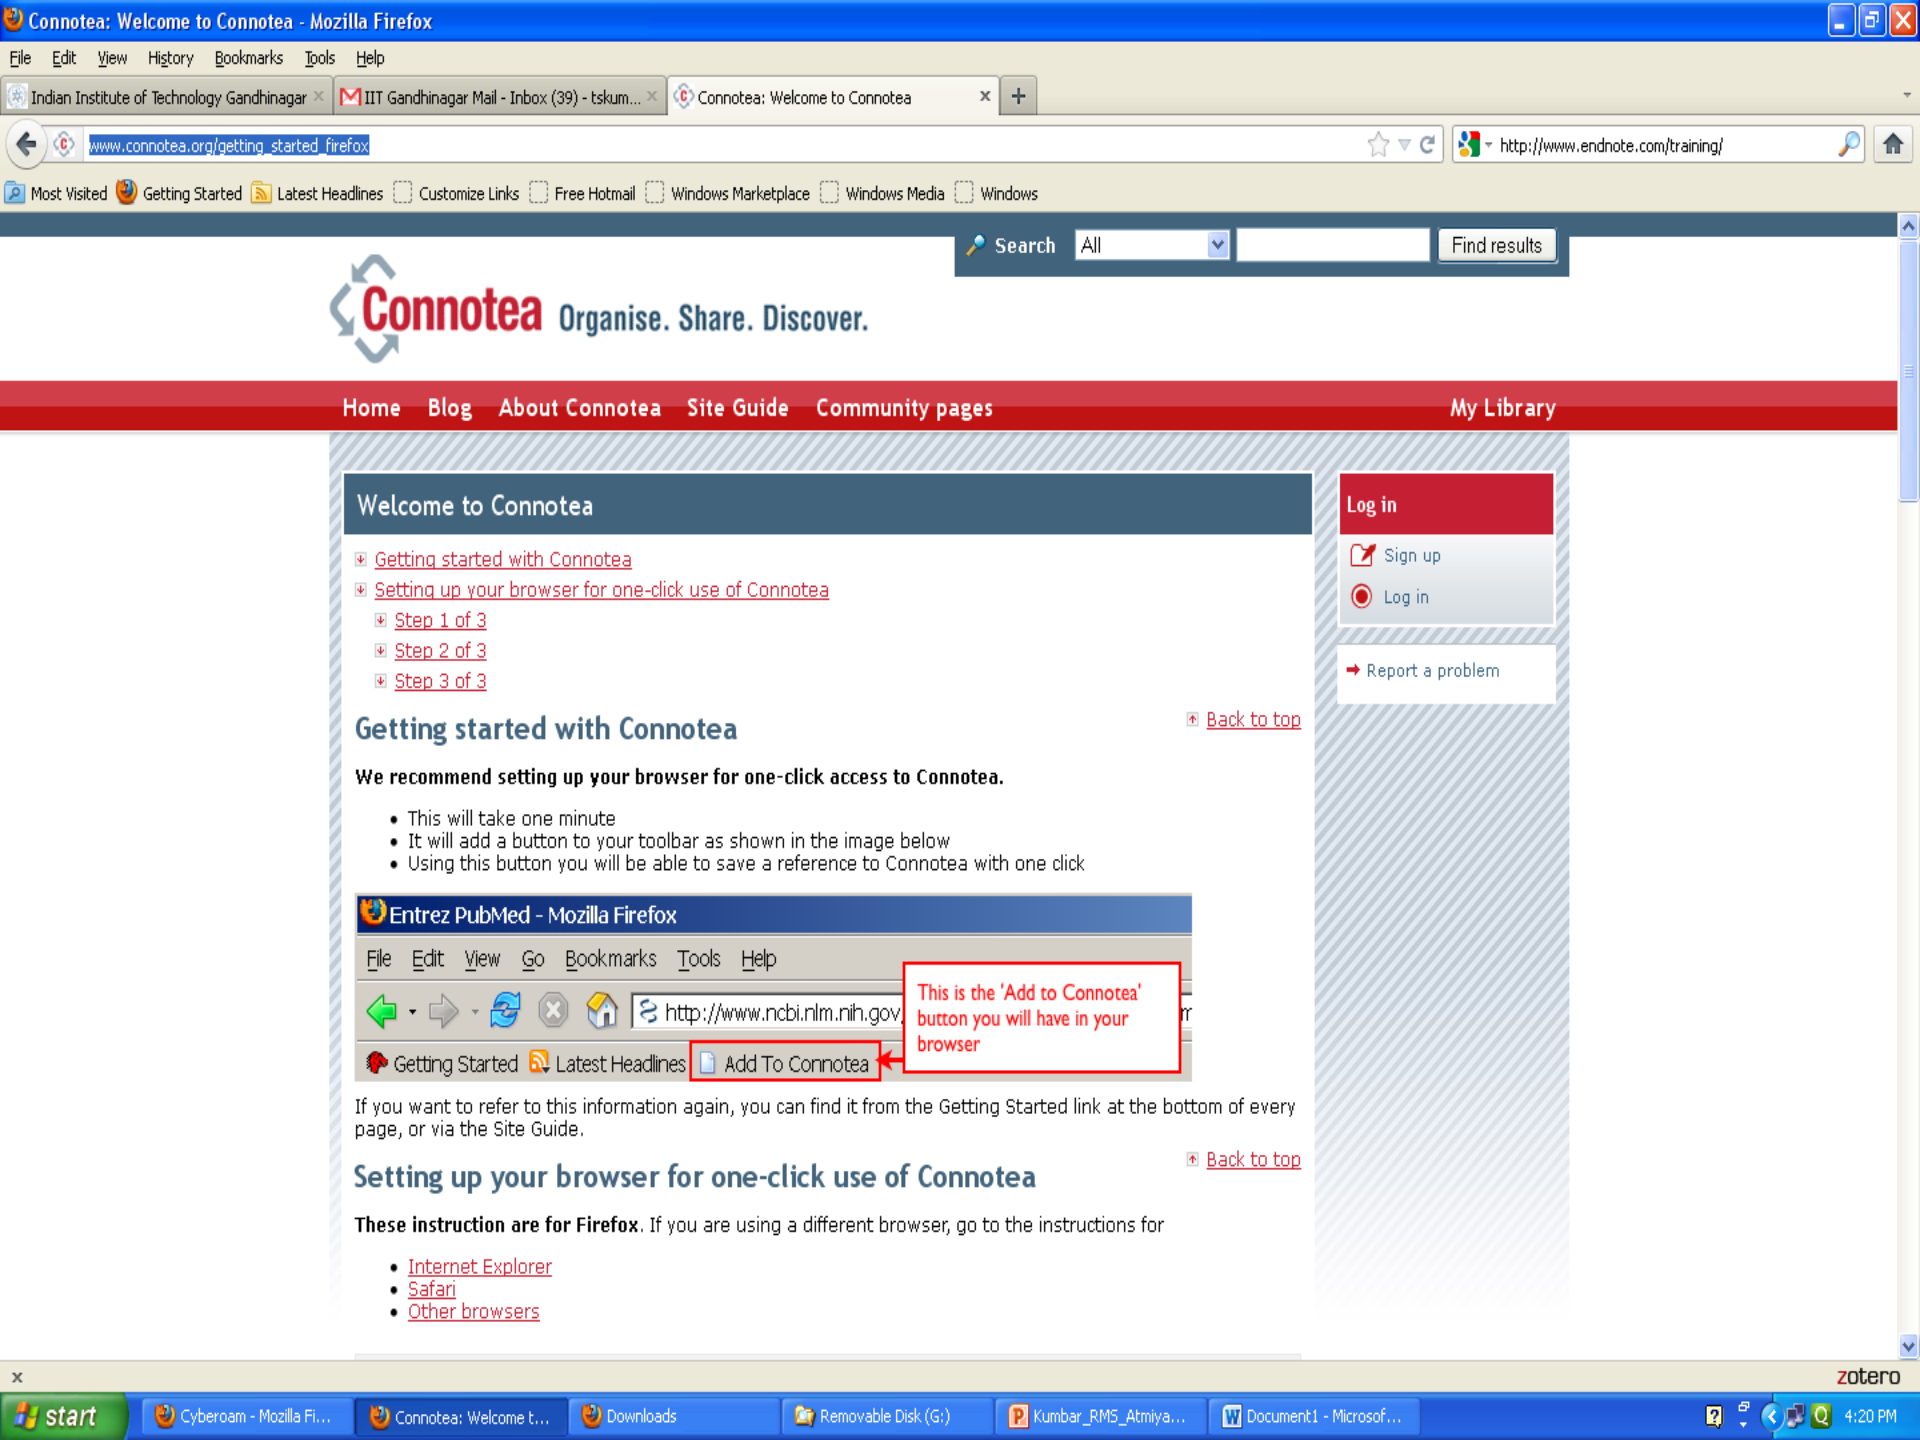 Connotea: Welcome to Connotea - Mozilla Firefox
File Edit View History Bookmarks Tools Help
Indian Institute of Technology Gandhinagar
IIT Gandhinagar Mail - Inbox (39) - tskum...
Connotea: Welcome to Connotea
www.connotea.org/getting_started_firefox
http://www.endnote.com/training/
Most Visited Getting Started Latest Headlines Customize Links Free Hotmail Windows Marketplace Windows Media Windows
Search All Find results
Connotea Organise. Share. Discover.
Home Blog About Connotea Site Guide Community pages My Library
Welcome to Connotea
Getting started with Connotea
Setting up your browser for one-click use of Connotea
Step 1 of 3
Step 2 of 3
Step 3 of 3
Log in
Sign up
Log in
Report a problem
Getting started with Connotea
Back to top
We recommend setting up your browser for one-click access to Connotea.
This will take one minute
It will add a button to your toolbar as shown in the image below
Using this button you will be able to save a reference to Connotea with one click
Entrez PubMed - Mozilla Firefox
File Edit View Go Bookmarks Tools Help
http://www.ncbi.nlm.nih.gov
Getting Started Latest Headlines Add To Connotea
This is the 'Add to Connotea'
button you will have in your
browser
If you want to refer to this information again, you can find it from the Getting Started link at the bottom of every
page, or via the Site Guide.
Setting up your browser for one-click use of Connotea
Back to top
These instruction are for Firefox. If you are using a different browser, go to the instructions for
Internet Explorer
Safari
Other browsers
zotero
start
Cyberoam - Mozilla Fi...
Connotea: Welcome t...
Downloads
Removable Disk (G:)
Kumbar_RMS_Atmiya...
Document1 - Microsof...
4:20 PM